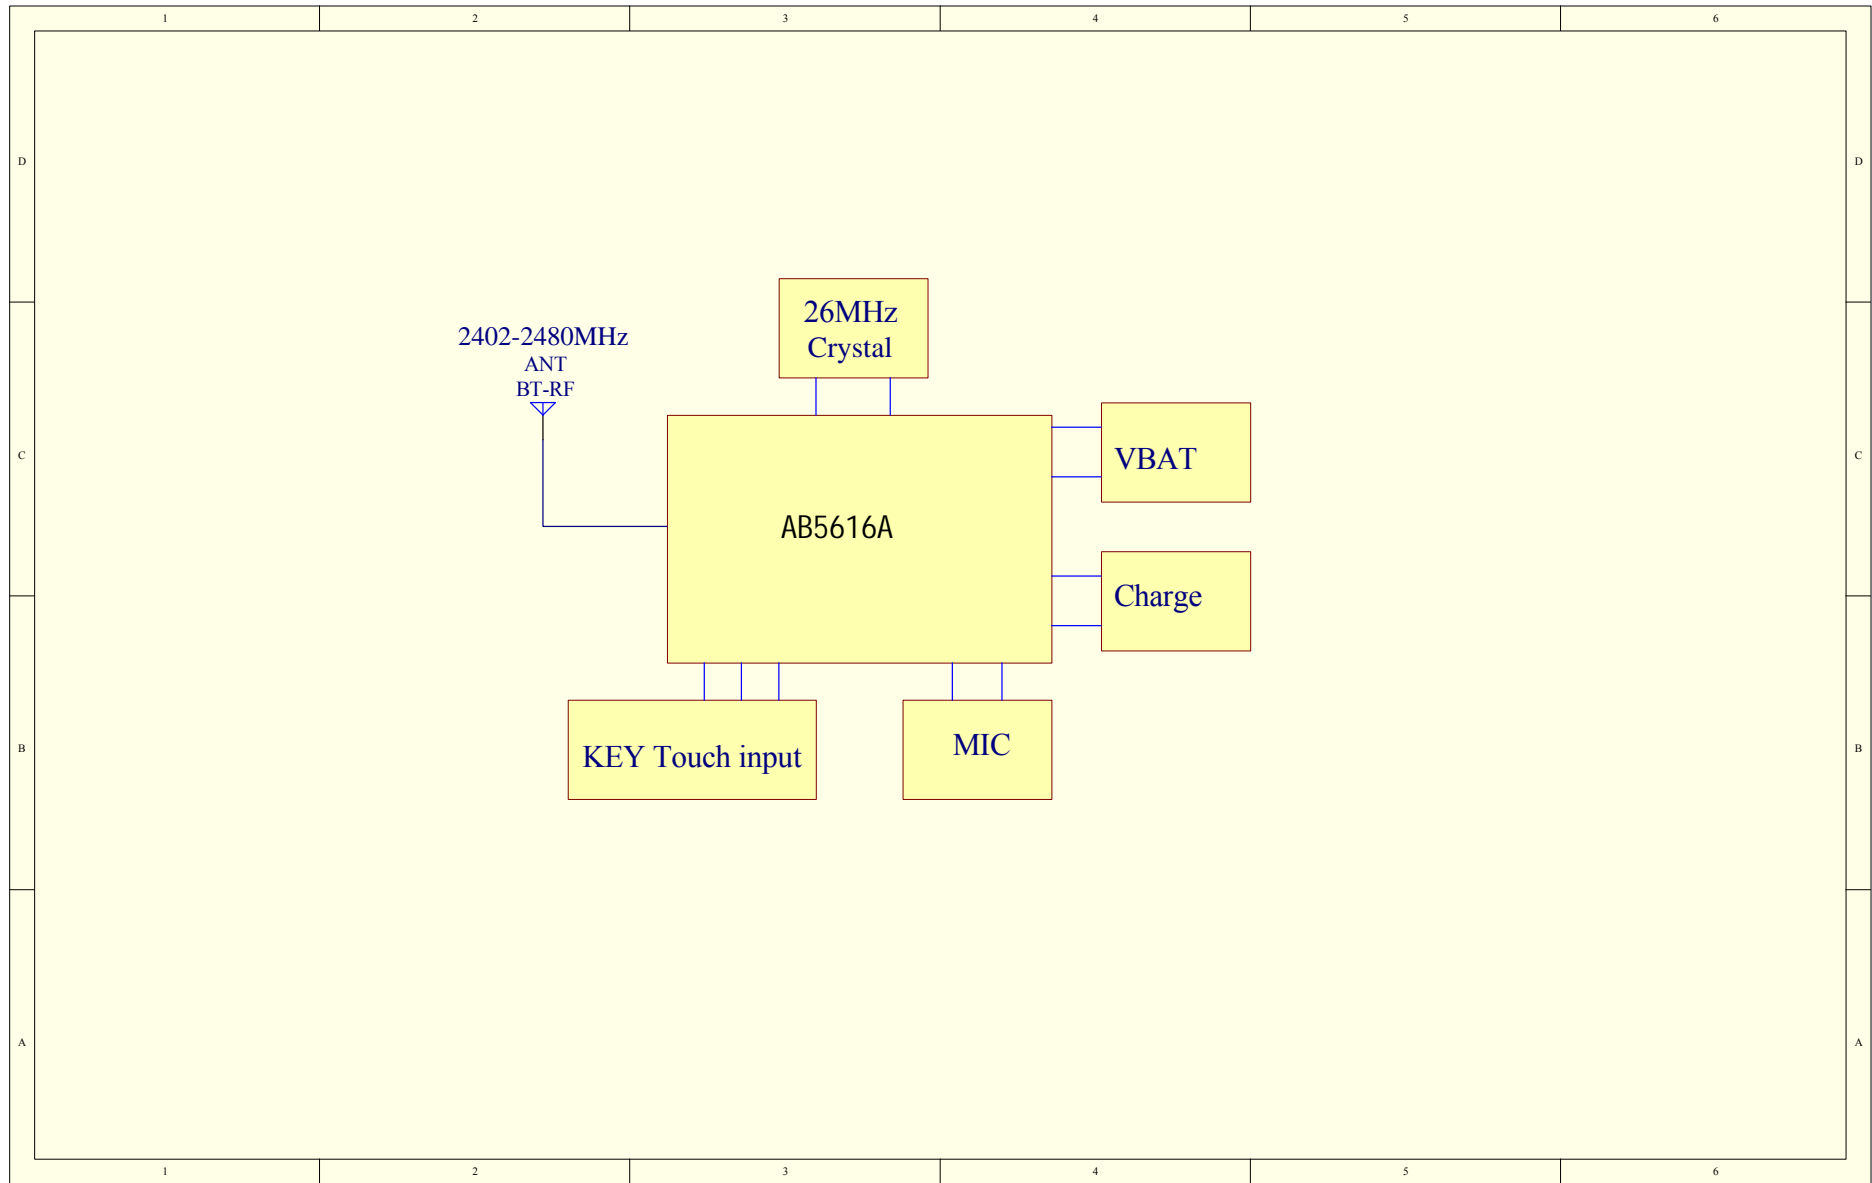 1 2 3 4 5 6
D D
26MHz
Crystal
2402-2480MHz
ANT
BT-RF
C VBAT C
AB5616A
Charge
B KEY Touch input MIC B
A A
1 2 3 4 5 6